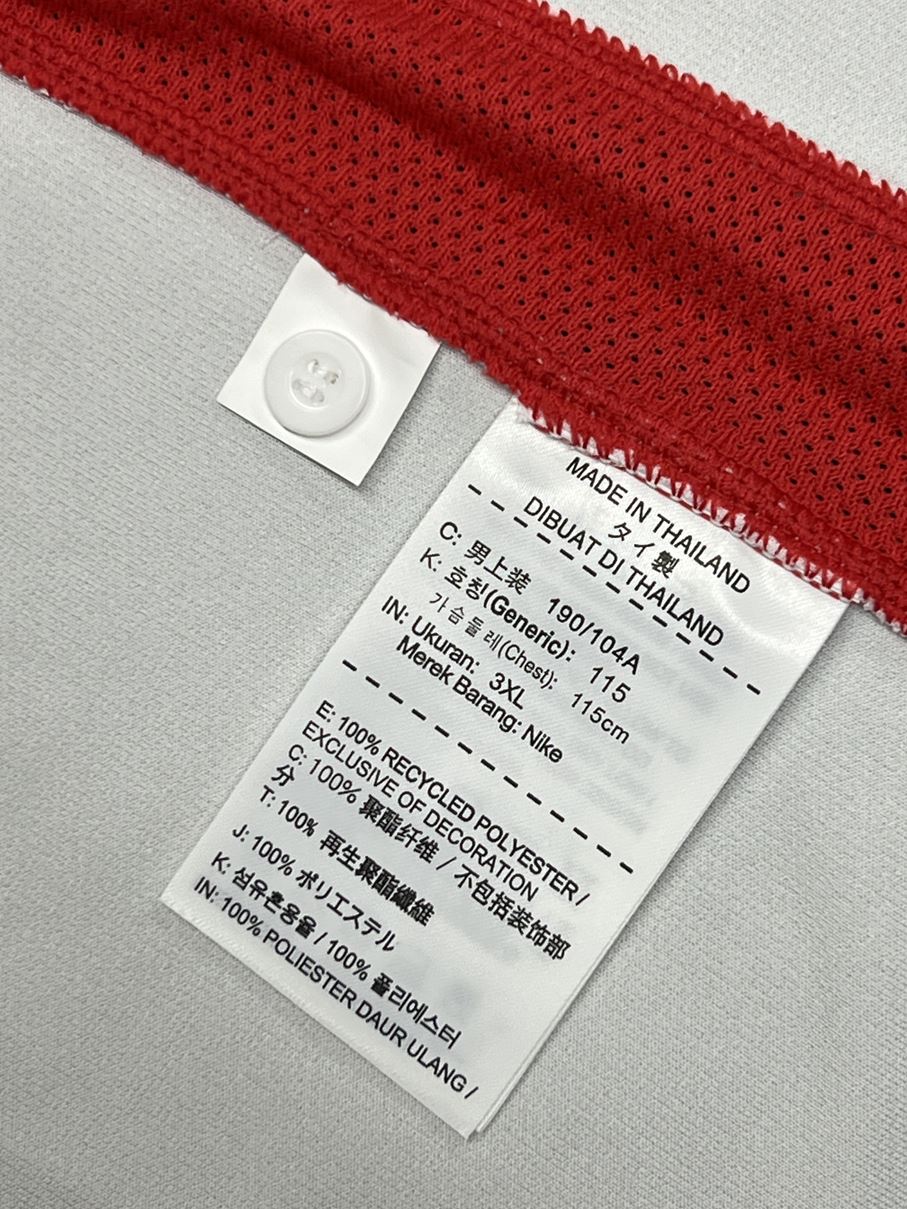 MADE IN THAILAND
タイ製
DIBUAT DI THAILAND
C: 男上装 190/104A
K: 호칭(Generic): 115
가슴둘레(Chest): 115cm
IN: Ukuran: 3XL
Merek Barang: Nike
E: 100% RECYCLED POLYESTER /
EXCLUSIVE OF DECORATION
C: 100% 聚酯纤维 / 不包括装饰部
分
T: 100% 再生聚酯纖維
J: 100% ポリエステル
K: 섬유혼용율 / 100% 폴리에스터
IN: 100% POLIESTER DAUR ULANG /